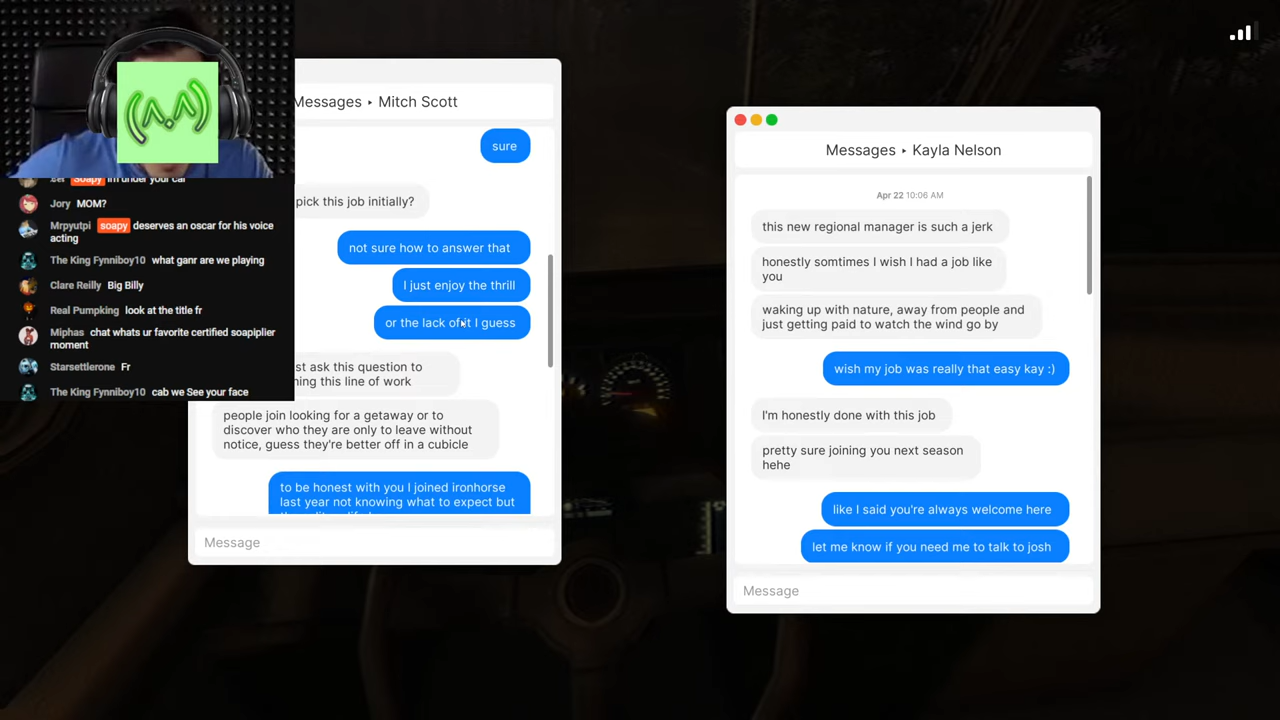 Messages ▸ Mitch Scott
sure
pick this job initially?
not sure how to answer that
I just enjoy the thrill
or the lack of it I guess
st ask this question to
ning this line of work
people join looking for a getaway or to
discover who they are only to leave without
notice, guess they're better off in a cubicle
to be honest with you I joined ironhorse
last year not knowing what to expect but
Message
Messages ▸ Kayla Nelson
Apr 22 10:06 AM
this new regional manager is such a jerk
honestly somtimes I wish I had a job like
you
waking up with nature, away from people and
just getting paid to watch the wind go by
wish my job was really that easy kay :)
I'm honestly done with this job
pretty sure joining you next season
hehe
like I said you're always welcome here
let me know if you need me to talk to josh
Message
Soapy im under your car
Jory MOM?
Mrpyutpi soapy deserves an oscar for his voice
acting
The King Fynniboy10 what ganr are we playing
Clare Reilly Big Billy
Real Pumpking look at the title fr
Miphas chat whats ur favorite certified soapiplier
moment
Starsettlerone Fr
The King Fynniboy10 cab we See your face